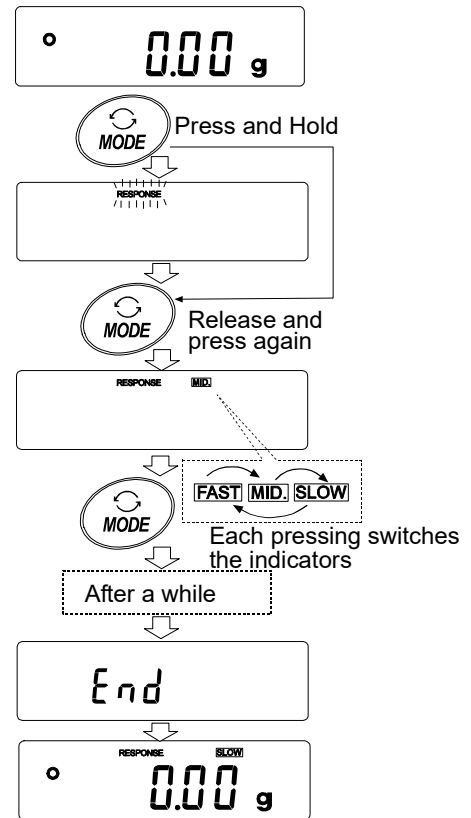 0.00 g
MODE
Press and Hold
RESPONSE
MODE
Release and
press again
RESPONSE MID.
FAST MID. SLOW
MODE
Each pressing switches
the indicators
After a while
End
RESPONSE SLOW
0.00 g